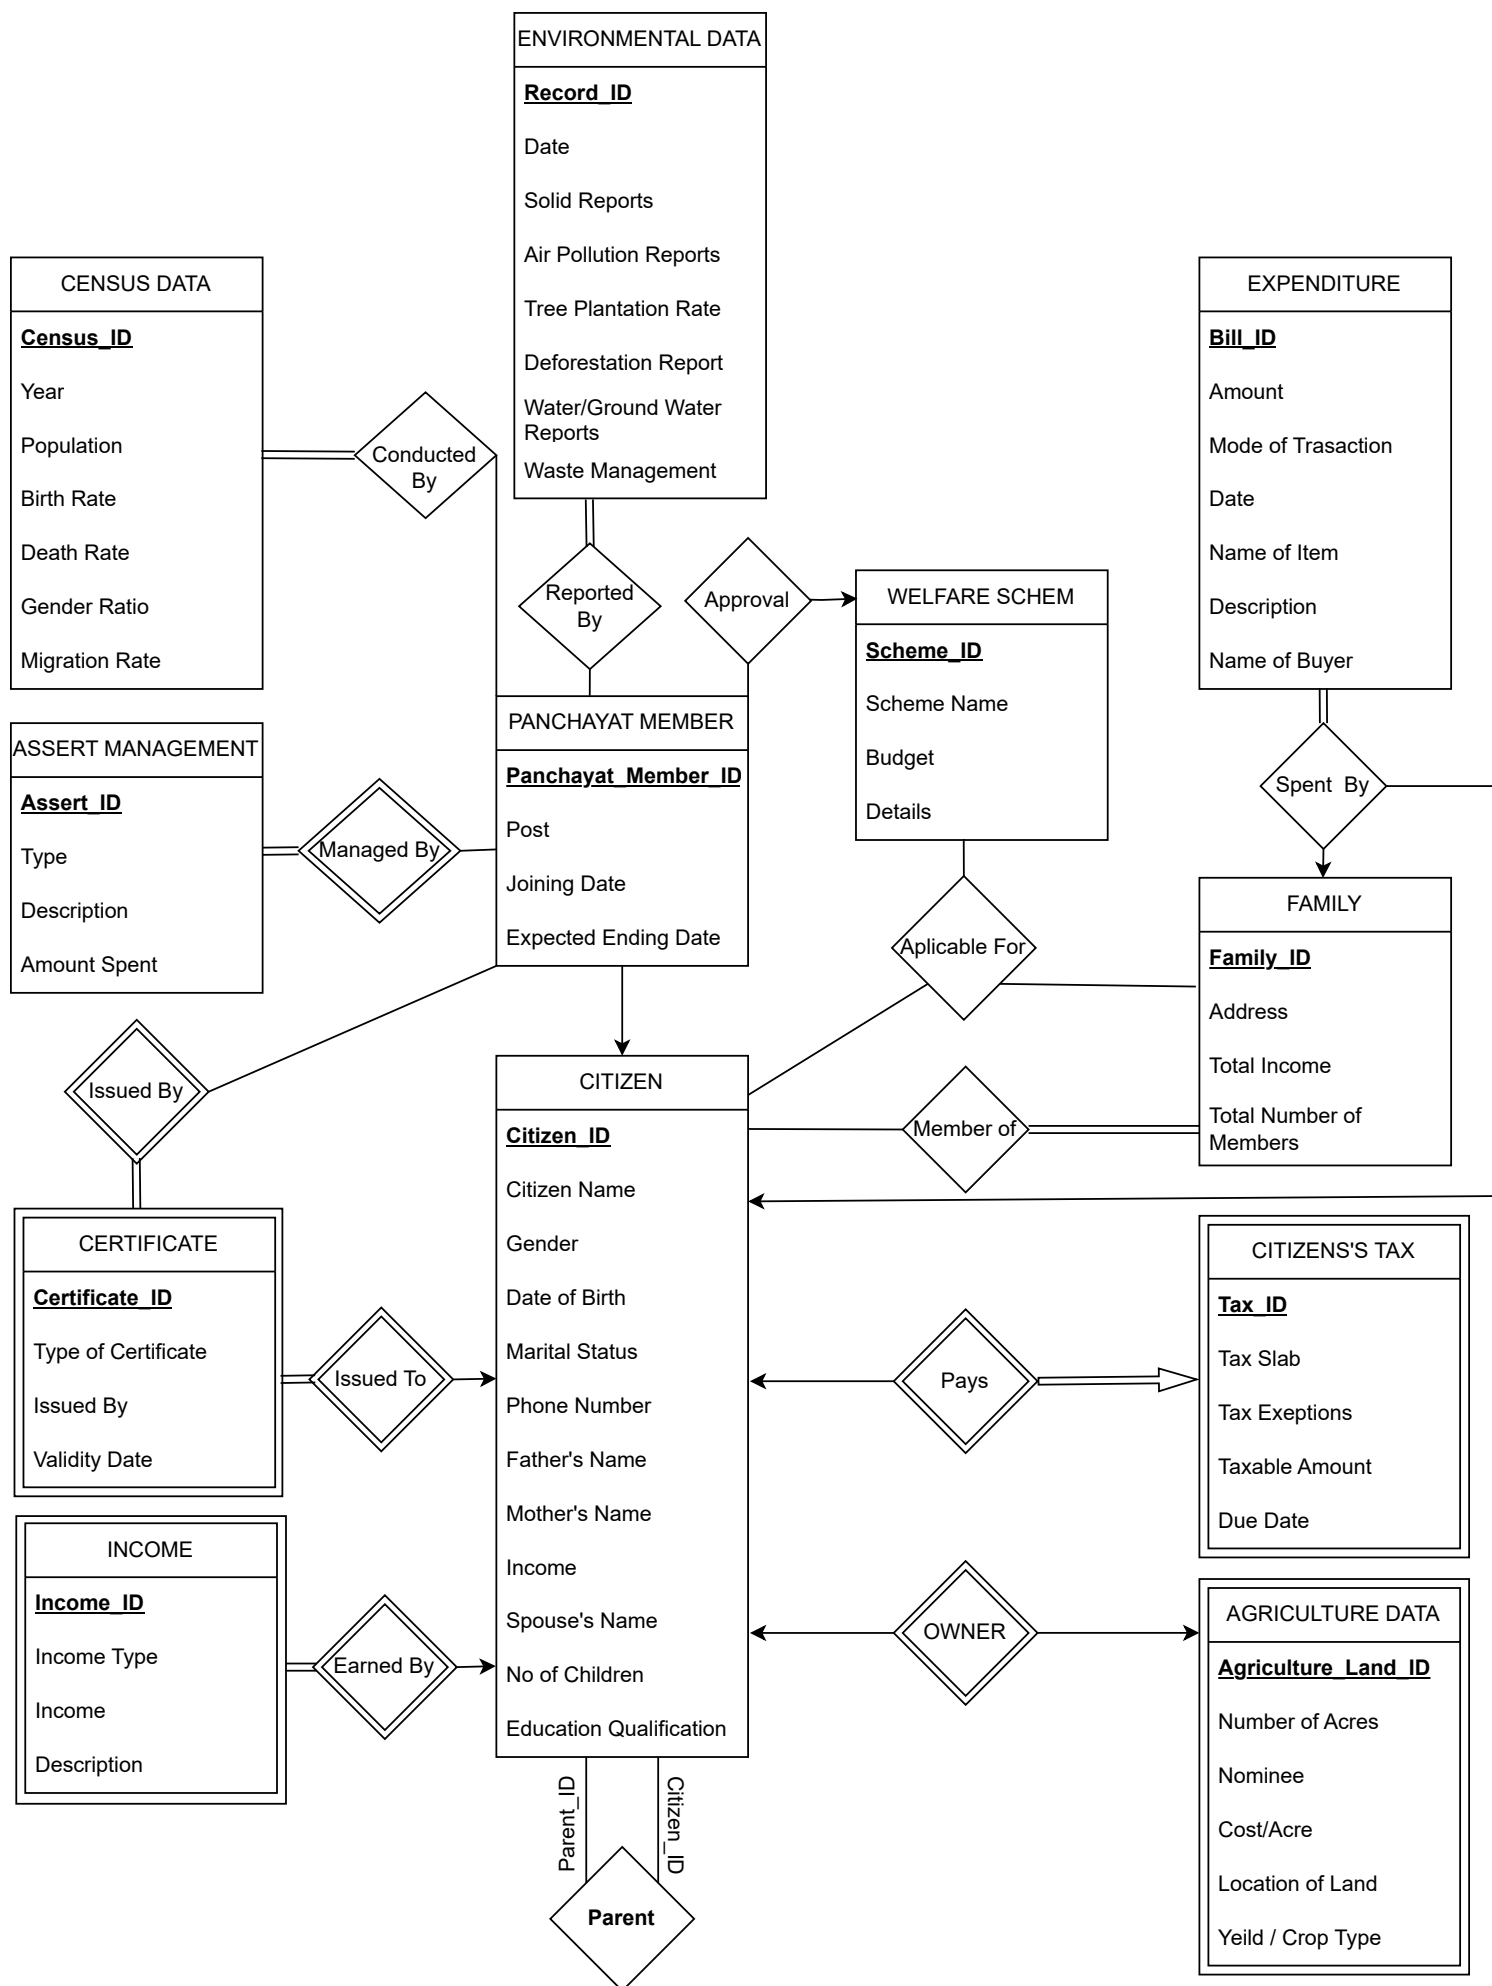 ENVIRONMENTAL DATA
Record_ID
Date
Solid Reports
Air Pollution Reports
Tree Plantation Rate
Deforestation Report
Water/Ground Water
Reports
Waste Management
CENSUS DATA
Census_ID
Year
Population
Birth Rate
Death Rate
Gender Ratio
Migration Rate
Conducted
By
Reported
By
Approval
WELFARE SCHEM
Scheme_ID
Scheme Name
Budget
Details
EXPENDITURE
Bill_ID
Amount
Mode of Trasaction
Date
Name of Item
Description
Name of Buyer
Spent By
ASSERT MANAGEMENT
Assert_ID
Type
Description
Amount Spent
Managed By
PANCHAYAT MEMBER
Panchayat_Member_ID
Post
Joining Date
Expected Ending Date
Aplicable For
FAMILY
Family_ID
Address
Total Income
Total Number of
Members
Issued By
Member of
CITIZEN
Citizen_ID
Citizen Name
Gender
Date of Birth
Marital Status
Phone Number
Father's Name
Mother's Name
Income
Spouse's Name
No of Children
Education Qualification
CERTIFICATE
Certificate_ID
Type of Certificate
Issued By
Validity Date
Issued To
Pays
CITIZENS'S TAX
Tax_ID
Tax Slab
Tax Exeptions
Taxable Amount
Due Date
INCOME
Income_ID
Income Type
Income
Description
Earned By
OWNER
AGRICULTURE DATA
Agriculture_Land_ID
Number of Acres
Nominee
Cost/Acre
Location of Land
Yeild / Crop Type
Parent_ID
Citizen_ID
Parent